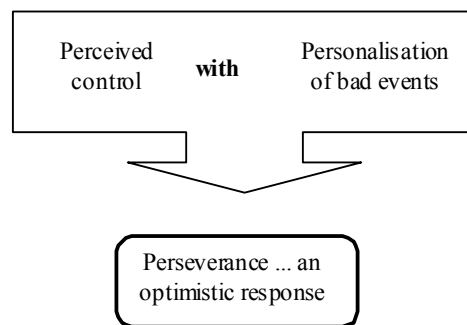 Perceived control
with
Personalisation of bad events
Perseverance ... an
optimistic response